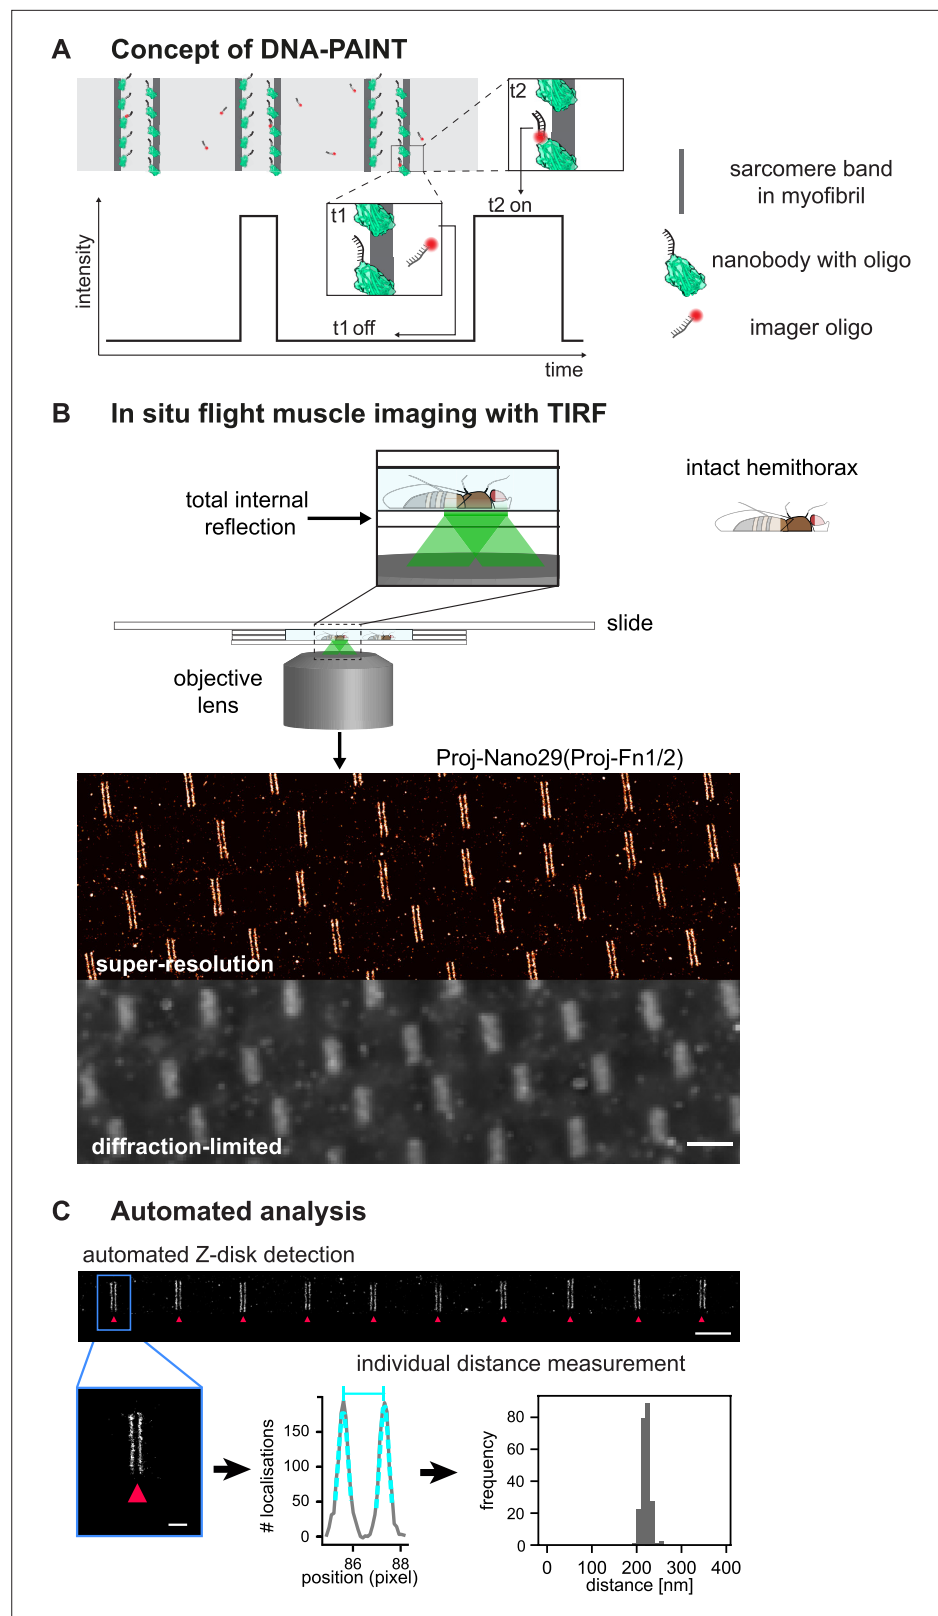 A Concept of DNA-PAINT
t2
t2 on
t1
t1 off
intensity
time
sarcomere band
in myofibril
nanobody with oligo
imager oligo
B In situ flight muscle imaging with TIRF
total internal
reflection
intact hemithorax
slide
objective
lens
Proj-Nano29(Proj-Fn1/2)
super-resolution
diffraction-limited
C Automated analysis
automated Z-disk detection
individual distance measurement
# localisations
150
100
50
0
86 88
position (pixel)
frequency
80
60
40
20
0
0 100 200 300 400
distance [nm]